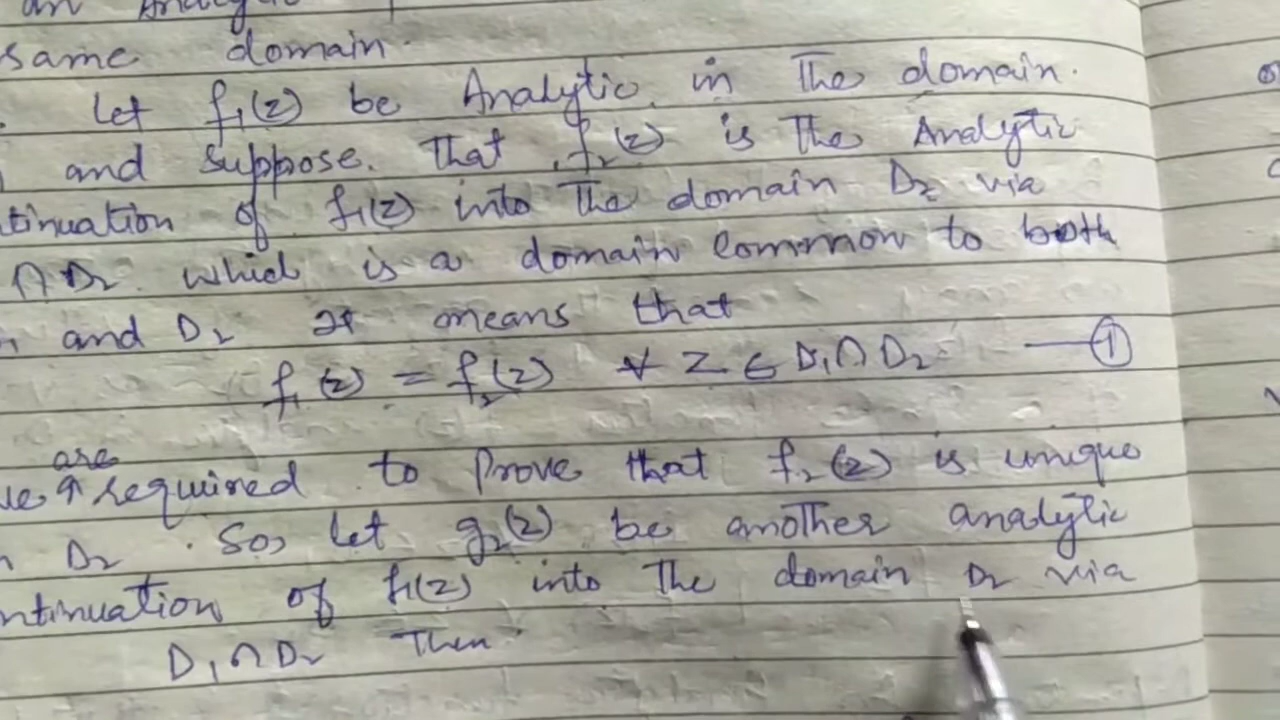 an Analytic
same domain.
Let f₁(z) be Analytic in The domain.
and suppose. That f₂(z) is The Analytic
tinuation of f₁(z) into The domain D₂ via
∩ D₂ which is a domain common to both
and D₂ It means that
f₁(z) = f₂(z) ∀ z ∈ D₁∩D₂ —①
are
required to Prove that f₂(z) is unique
D₂. So, let g₂(z) be another analytic
ntinuation of f₁(z) into The domain D₂ via
D₁∩D₂ Then